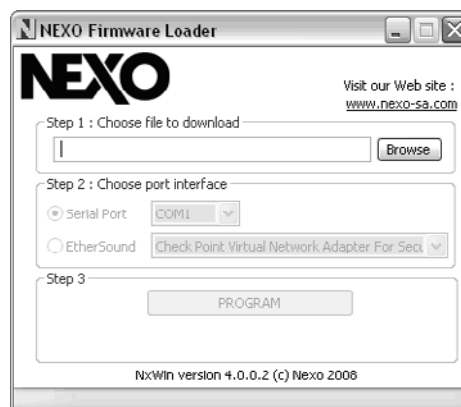 NEXO Firmware Loader
NEXO
Visit our Web site :
www.nexo-sa.com
Step 1 : Choose file to download
Browse
Step 2 : Choose port interface
Serial Port COM1
EtherSound Check Point Virtual Network Adapter For Secu
Step 3
PROGRAM
NxWin version 4.0.0.2 (c) Nexo 2008